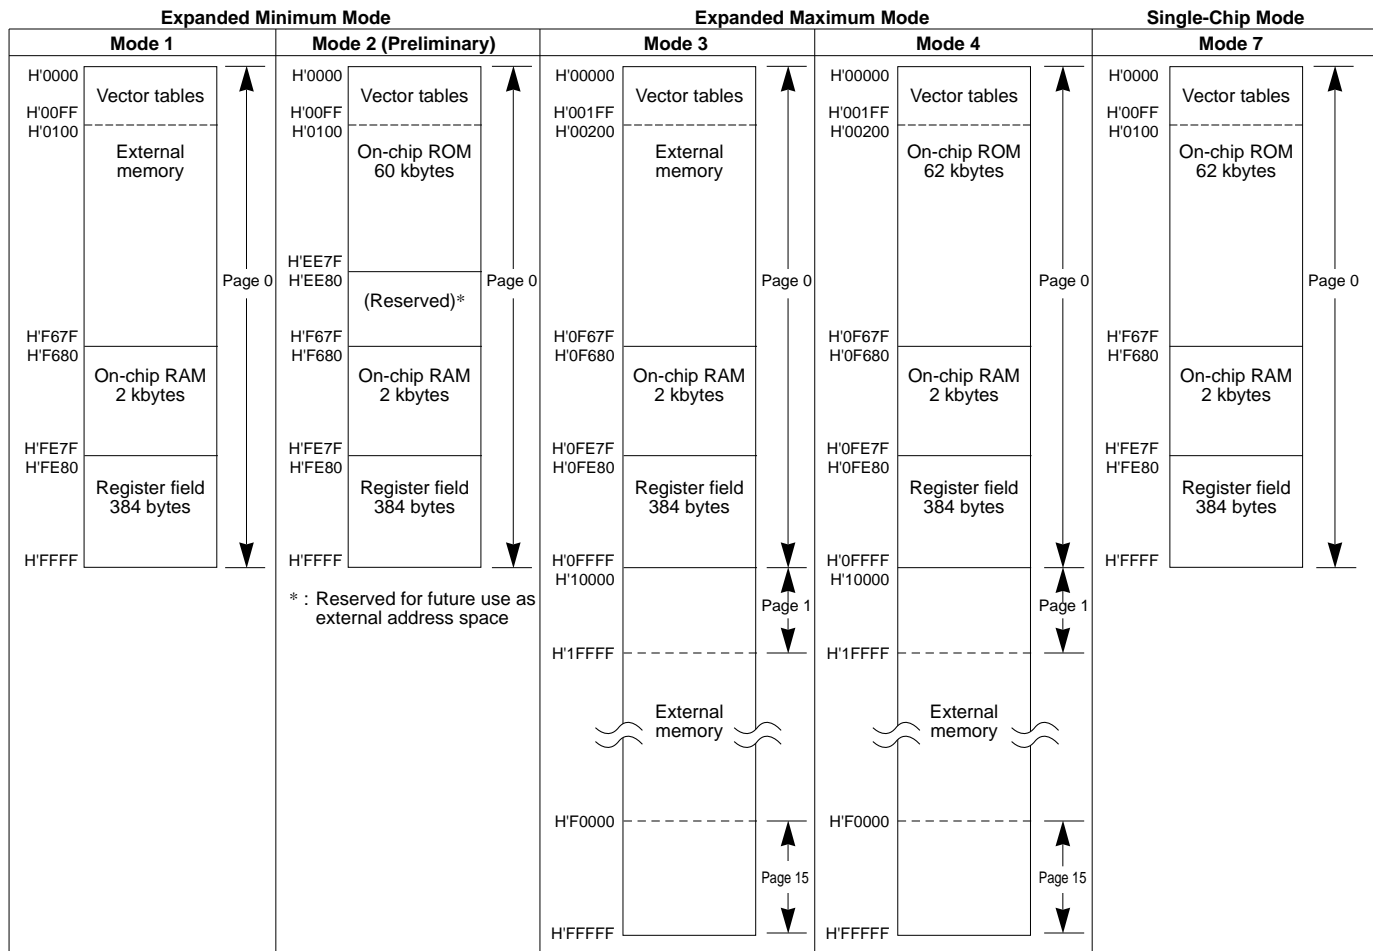 Expanded Minimum Mode
Expanded Maximum Mode
Single-Chip Mode
Mode 1
Mode 2 (Preliminary)
Mode 3
Mode 4
Mode 7
H'0000
Vector tables
H'00FF
H'0100
External
memory
Page 0
H'F67F
H'F680
On-chip RAM
2 kbytes
H'FE7F
H'FE80
Register field
384 bytes
H'FFFF
H'0000
Vector tables
H'00FF
H'0100
On-chip ROM
60 kbytes
H'EE7F
H'EE80
Page 0
(Reserved)*
H'F67F
H'F680
On-chip RAM
2 kbytes
H'FE7F
H'FE80
Register field
384 bytes
H'FFFF
* : Reserved for future use as
external address space
H'00000
Vector tables
H'001FF
H'00200
External
memory
Page 0
H'0F67F
H'0F680
On-chip RAM
2 kbytes
H'0FE7F
H'0FE80
Register field
384 bytes
H'0FFFF
H'10000
Page 1
H'1FFFF
External
memory
H'F0000
Page 15
H'FFFFF
H'00000
Vector tables
H'001FF
H'00200
On-chip ROM
62 kbytes
Page 0
H'0F67F
H'0F680
On-chip RAM
2 kbytes
H'0FE7F
H'0FE80
Register field
384 bytes
H'0FFFF
H'10000
Page 1
H'1FFFF
External
memory
H'F0000
Page 15
H'FFFFF
H'0000
Vector tables
H'00FF
H'0100
On-chip ROM
62 kbytes
Page 0
H'F67F
H'F680
On-chip RAM
2 kbytes
H'FE7F
H'FE80
Register field
384 bytes
H'FFFF